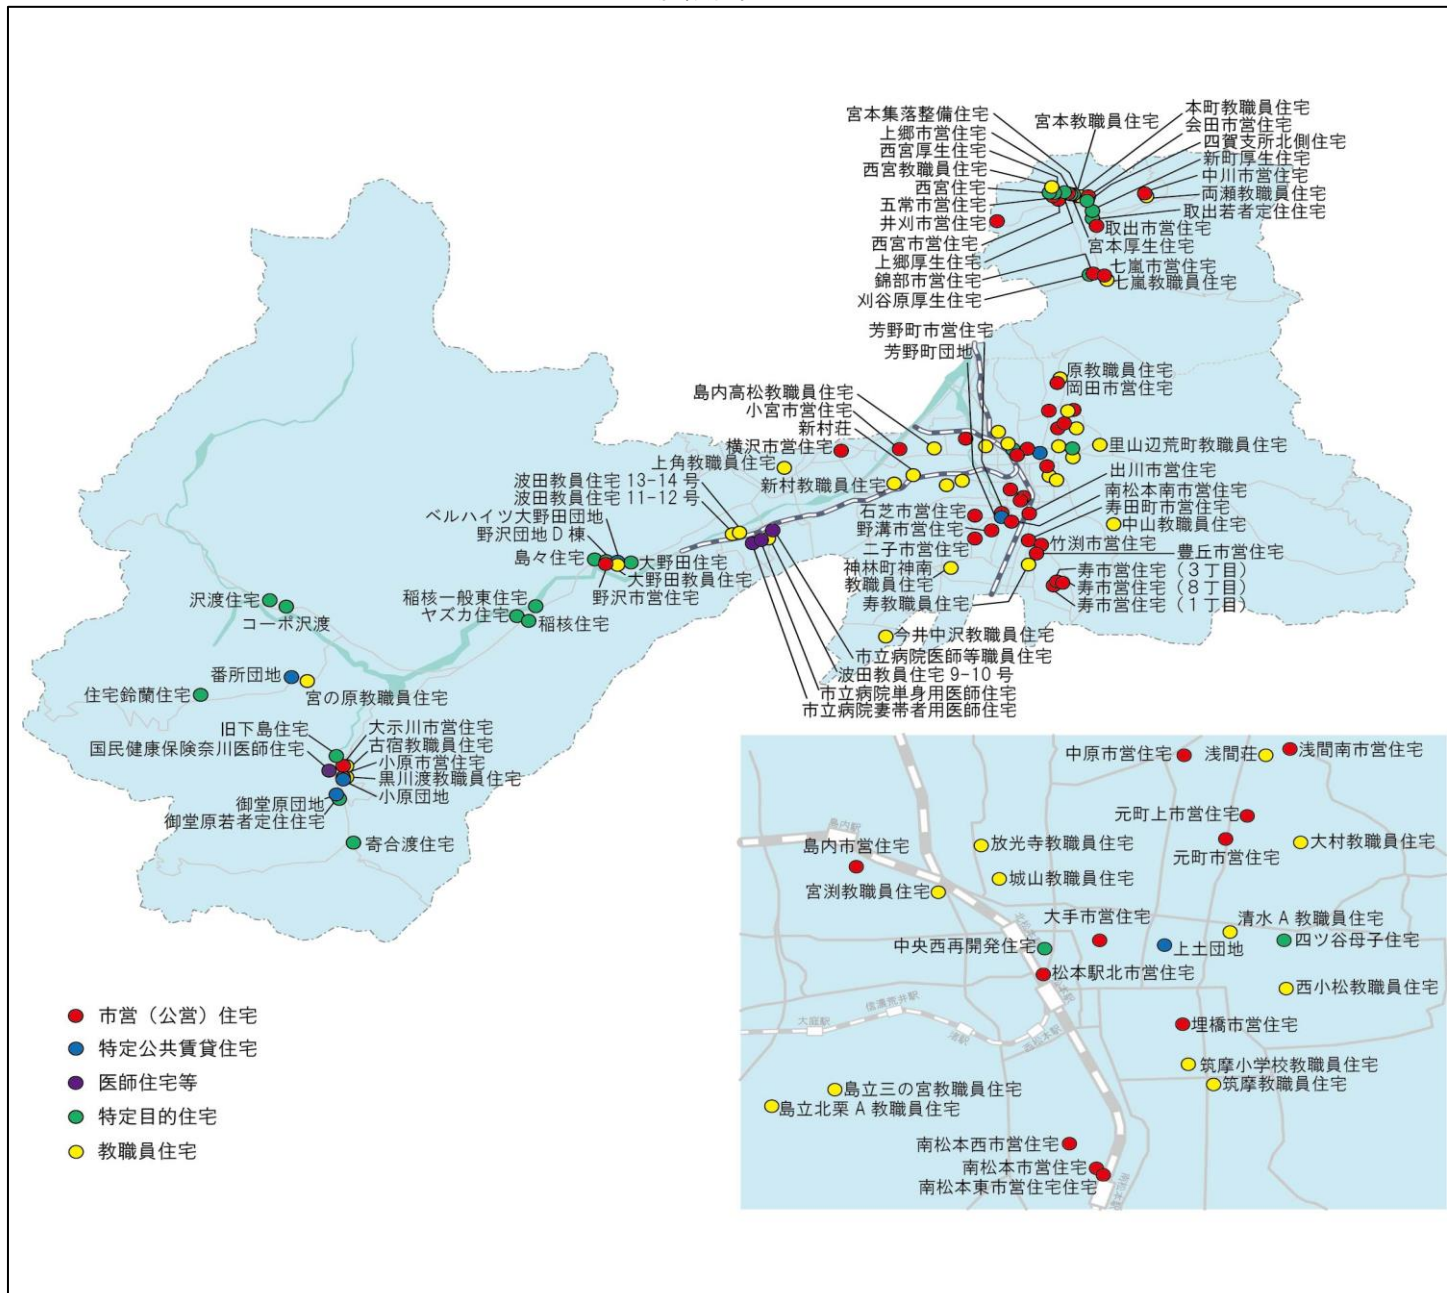 宮本集落整備住宅
上郷市営住宅
西宮厚生住宅
西宮教職員住宅
西宮住宅
五常市営住宅
井刈市営住宅
西宮市営住宅
上郷厚生住宅
錦部市営住宅
刈谷原厚生住宅
宮本教職員住宅
本町教職員住宅
会田市営住宅
四賀支所北側住宅
新町厚生住宅
中川市営住宅
両瀬教職員住宅
取出若者定住住宅
取出市営住宅
宮本厚生住宅
七嵐市営住宅
七嵐教職員住宅
芳野町市営住宅
芳野町団地
原教職員住宅
岡田市営住宅
島内高松教職員住宅
小宮市営住宅
新村荘
横沢市営住宅
上角教職員住宅
新村教職員住宅
里山辺荒町教職員住宅
出川市営住宅
南松本南市営住宅
寿田町市営住宅
中山教職員住宅
竹渕市営住宅
豊丘市営住宅
寿市営住宅（3丁目）
寿市営住宅（8丁目）
寿市営住宅（1丁目）
石芝市営住宅
野溝市営住宅
二子市営住宅
神林町神南
教職員住宅
寿教職員住宅
今井中沢教職員住宅
市立病院医師等職員住宅
波田教員住宅 9-10 号
市立病院単身用医師住宅
市立病院妻帯者用医師住宅
波田教員住宅 13-14 号
波田教員住宅 11-12 号
ベルハイツ大野田団地
野沢団地 D 棟
島々住宅
大野田住宅
大野田教員住宅
野沢市営住宅
稲核一般東住宅
ヤズカ住宅
稲核住宅
沢渡住宅
コーポ沢渡
番所団地
住宅鈴蘭住宅
宮の原教職員住宅
旧下島住宅
国民健康保険奈川医師住宅
大示川市営住宅
古宿教職員住宅
小原市営住宅
黒川渡教職員住宅
小原団地
御堂原団地
御堂原若者定住住宅
寄合渡住宅
中原市営住宅
浅間荘
浅間南市営住宅
元町上市営住宅
元町市営住宅
大村教職員住宅
島内駅
島内市営住宅
放光寺教職員住宅
城山教職員住宅
宮渕教職員住宅
大手市営住宅
清水 A 教職員住宅
中央西再開発住宅
上土団地
四ツ谷母子住宅
松本駅北市営住宅
西小松教職員住宅
信濃荒井駅
大庭駅
渚駅
西松本駅
埋橋市営住宅
筑摩小学校教職員住宅
筑摩教職員住宅
島立三の宮教職員住宅
島立北栗 A 教職員住宅
南松本西市営住宅
南松本市営住宅
南松本東市営住宅住宅
南松本駅
市営（公営）住宅
特定公共賃貸住宅
医師住宅等
特定目的住宅
教職員住宅